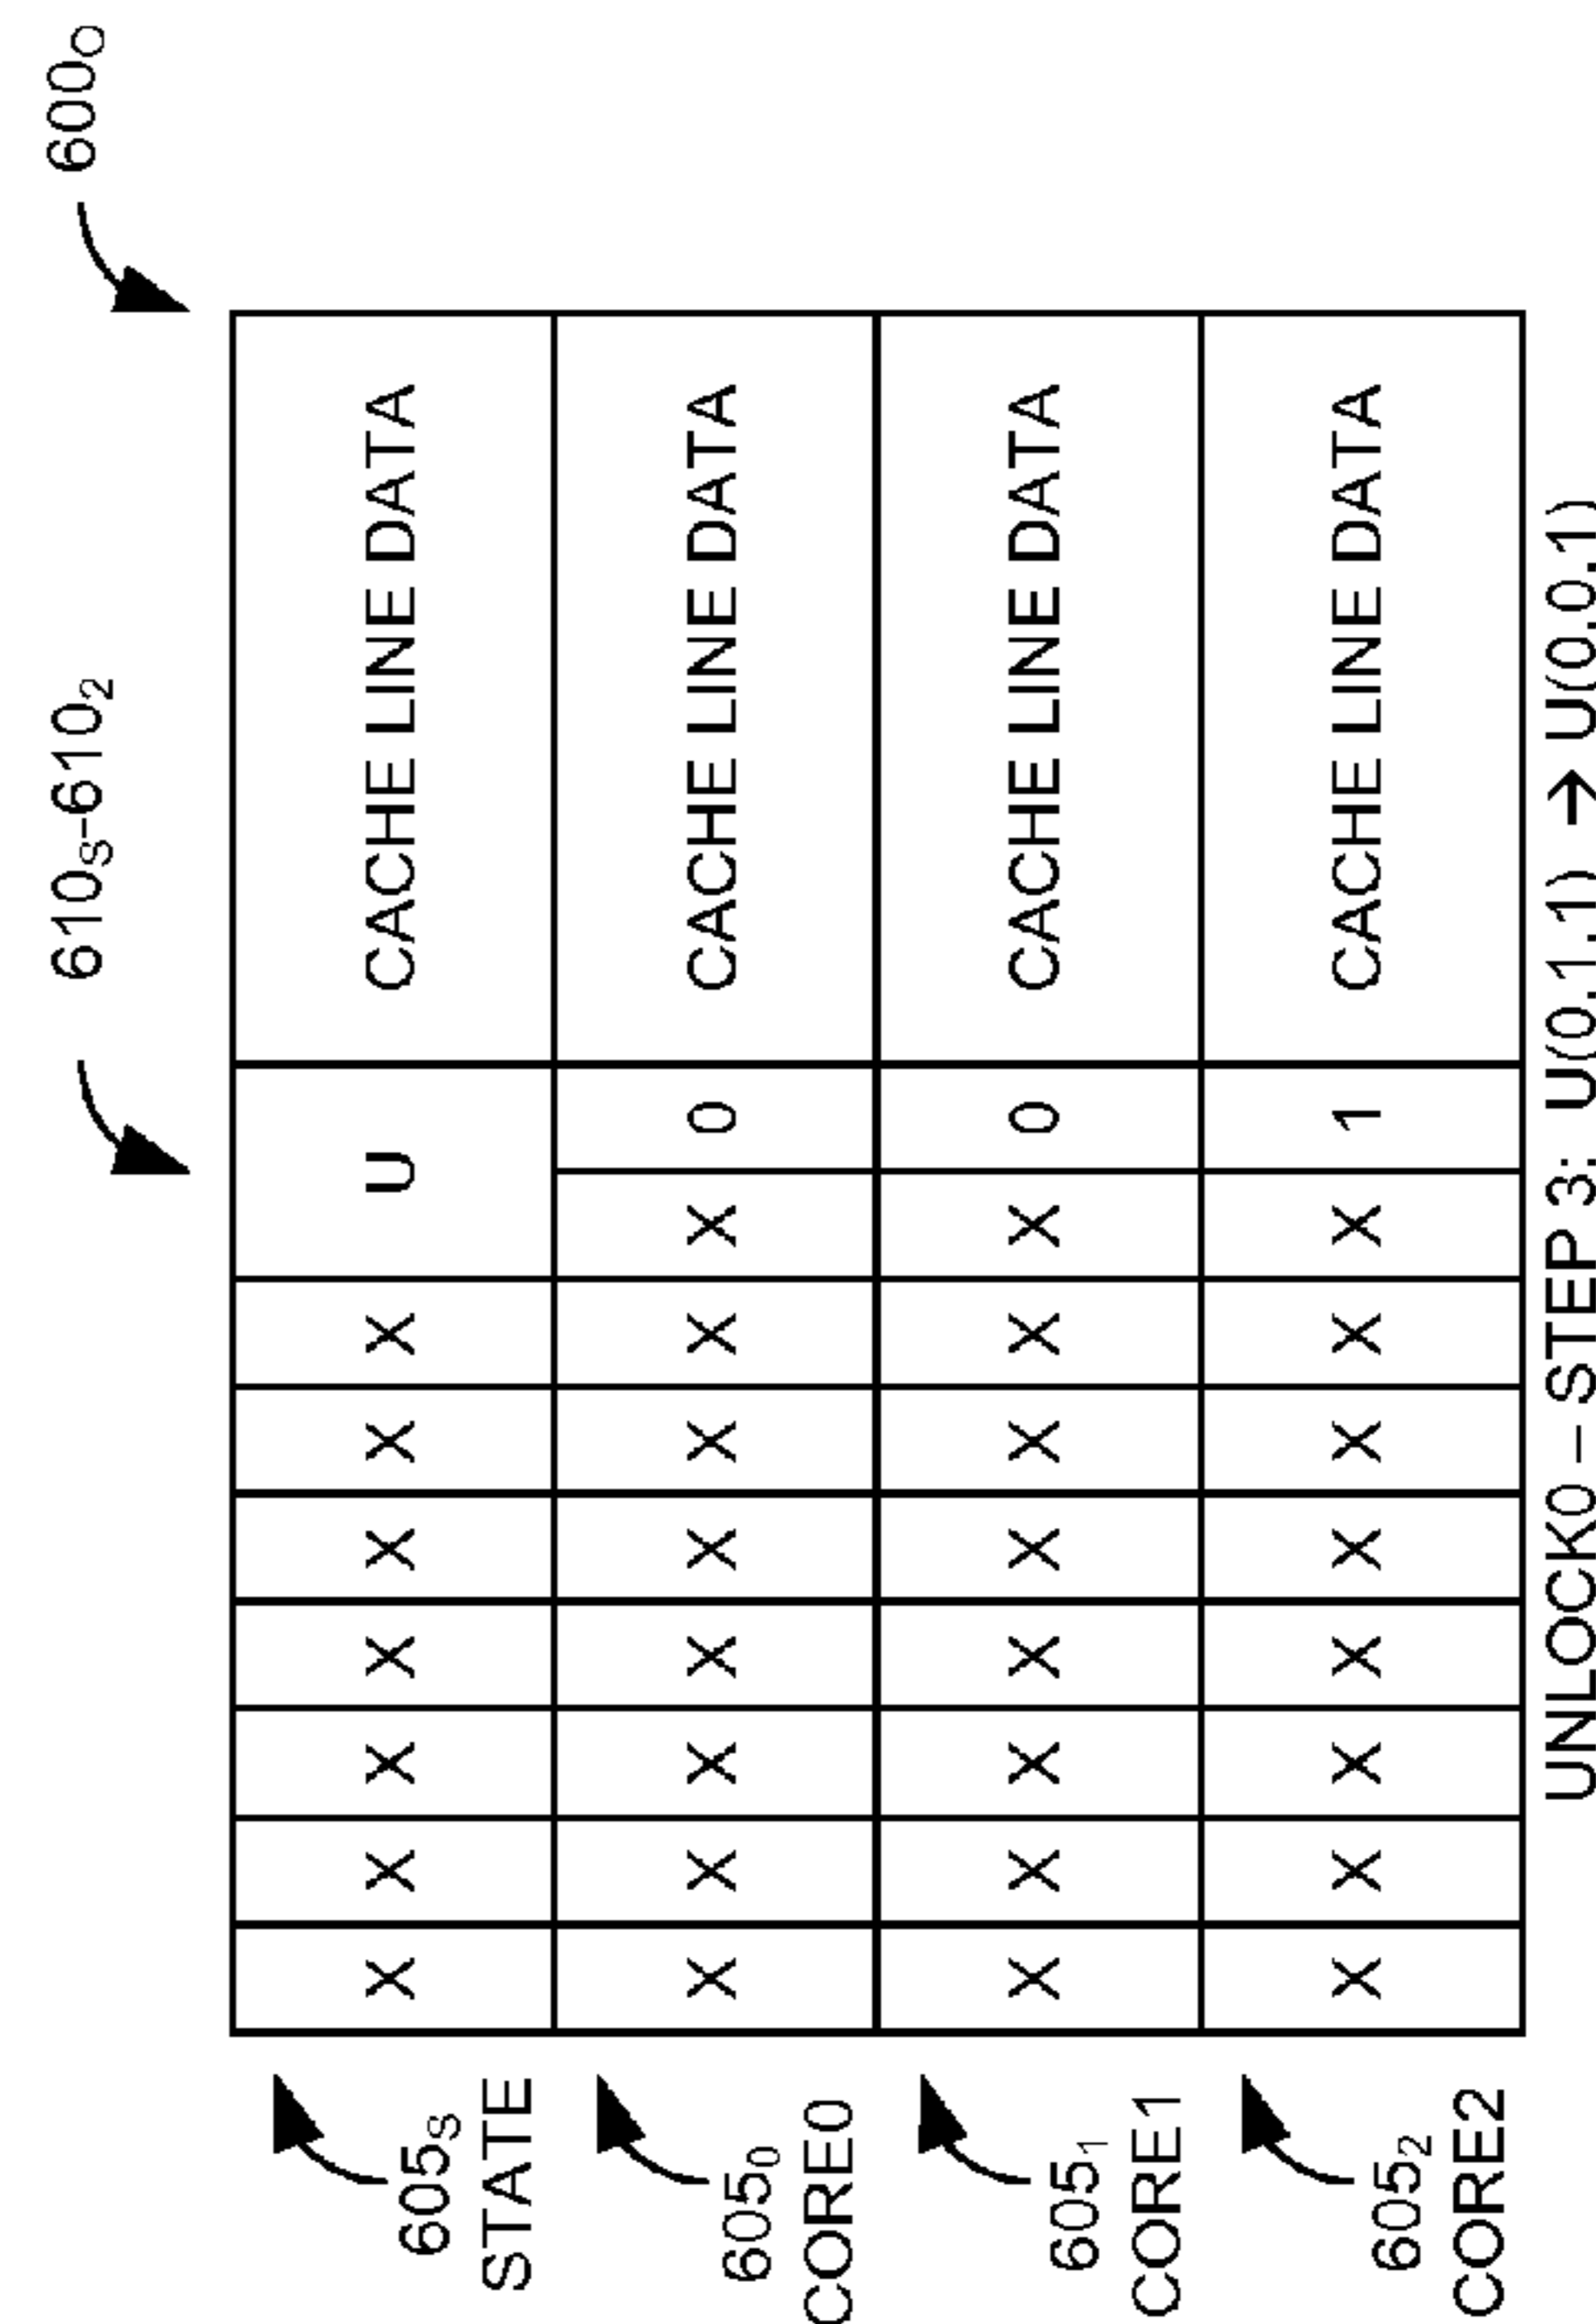 610S-6102 600O
605S X X X X X X X U CACHE LINE DATA
STATE
6050 X X X X X X X X 0 CACHE LINE DATA
CORE0
6051 X X X X X X X X 0 CACHE LINE DATA
CORE1
6052 X X X X X X X X 1 CACHE LINE DATA
CORE2
UNLOCK0 – STEP 3: U(0,1,1) → U(0,0,1)